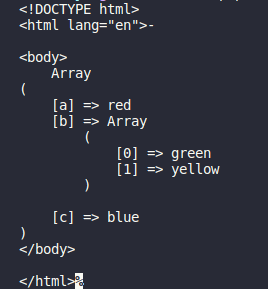 <!DOCTYPE html>
<html lang="en">-

<body>
    Array
(
    [a] => red
    [b] => Array
        (
            [0] => green
            [1] => yellow
        )

    [c] => blue
)
</body>

</html>%